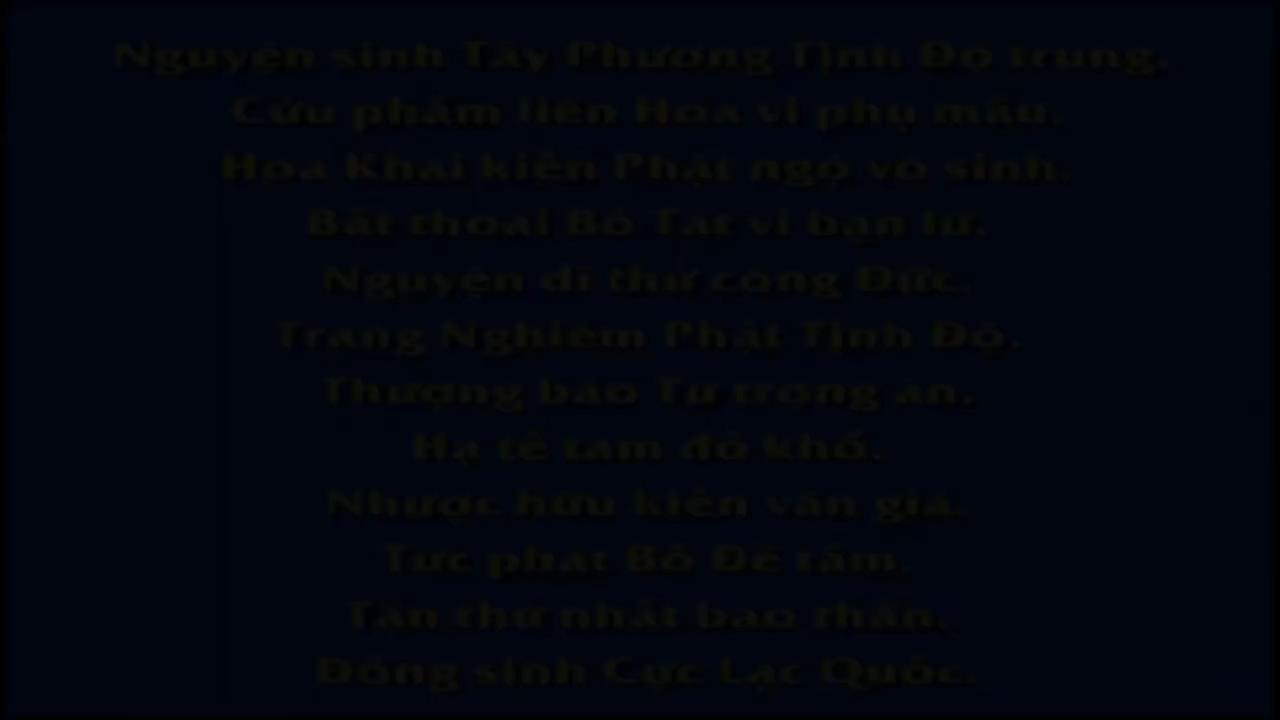 Nguyện sinh Tây Phương Tịnh Độ trung.
Cửu phẩm liên Hoa vi phụ mẫu.
Họa Khai kiến Phật ngộ vô sinh.
Bất thoái Bồ Tát vi bạn lữ.
Nguyện dĩ thử công Đức.
Trang Nghiêm Phật Tịnh Độ.
Thượng báo Tứ trọng ân.
Hạ tế tam đồ khổ.
Nhược hữu kiến văn giả.
Tức phát Bồ Đề tâm.
Tận thử nhất báo thân.
Đồng sinh Cực Lạc Quốc.